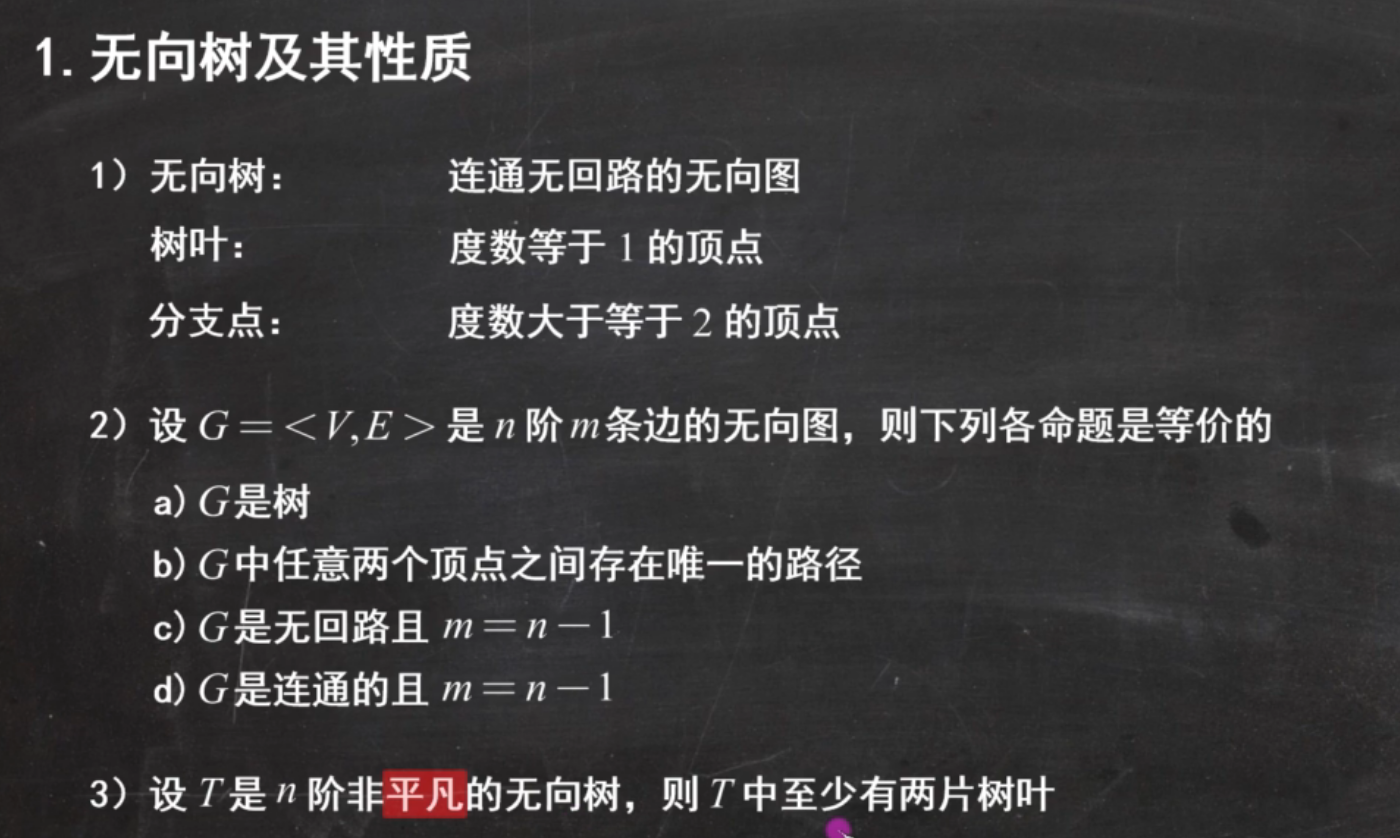 1. 无向树及其性质
1）无向树： 连通无回路的无向图
树叶： 度数等于 1 的顶点
分支点： 度数大于等于 2 的顶点
2）设 G = < V,E > 是 n 阶 m 条边的无向图，则下列各命题是等价的
a) G 是树
b) G 中任意两个顶点之间存在唯一的路径
c) G 是无回路且 m = n − 1
d) G 是连通的且 m = n − 1
3）设 T 是 n 阶非平凡的无向树，则 T 中至少有两片树叶